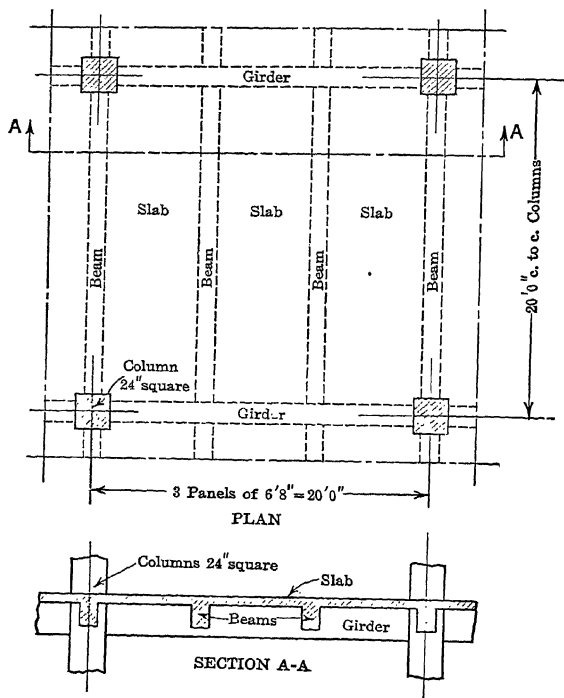 Girder
A
A
Slab
Slab
Slab
Beam
Beam
Beam
Beam
20'0" c. to c. Columns
Column
24" square
Girder
3 Panels of 6'8"=20'0"
PLAN
Columns 24" square
Slab
Beams
Girder
SECTION A-A